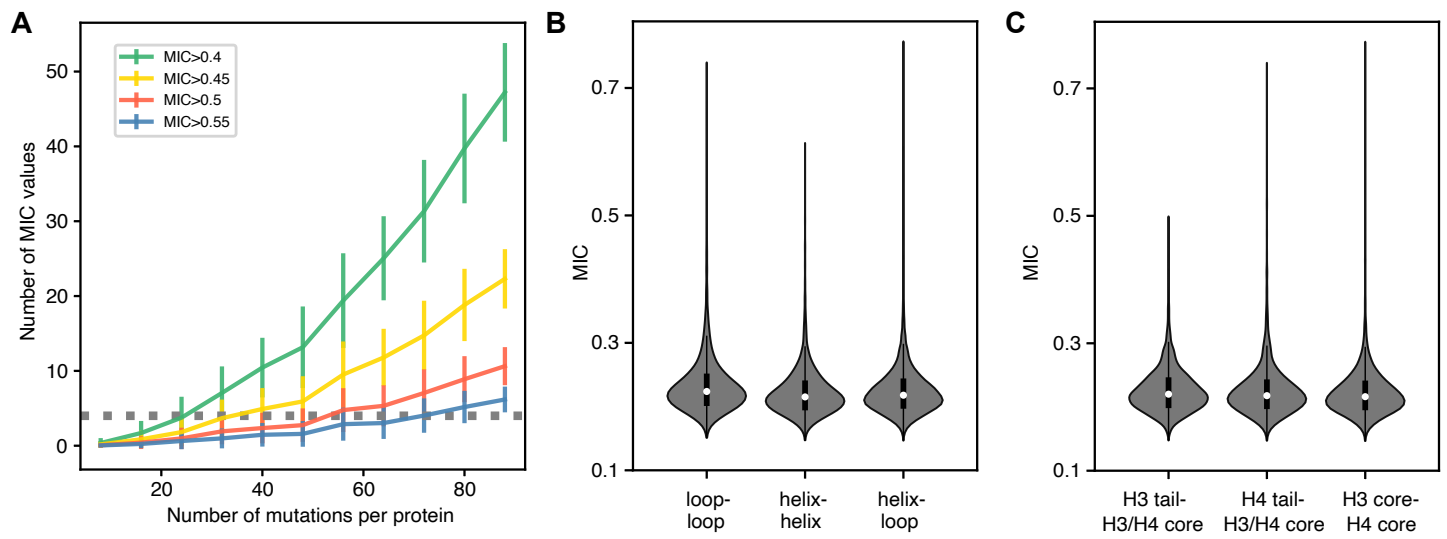 A
Number of MIC values
50
40
30
20
10
0
MIC>0.4
MIC>0.45
MIC>0.5
MIC>0.55
20
40
60
80
Number of mutations per protein
B
MIC
0.7
0.5
0.3
0.1
loop-
loop
helix-
helix
helix-
loop
C
MIC
0.7
0.5
0.3
0.1
H3 tail-
H3/H4 core
H4 tail-
H3/H4 core
H3 core-
H4 core